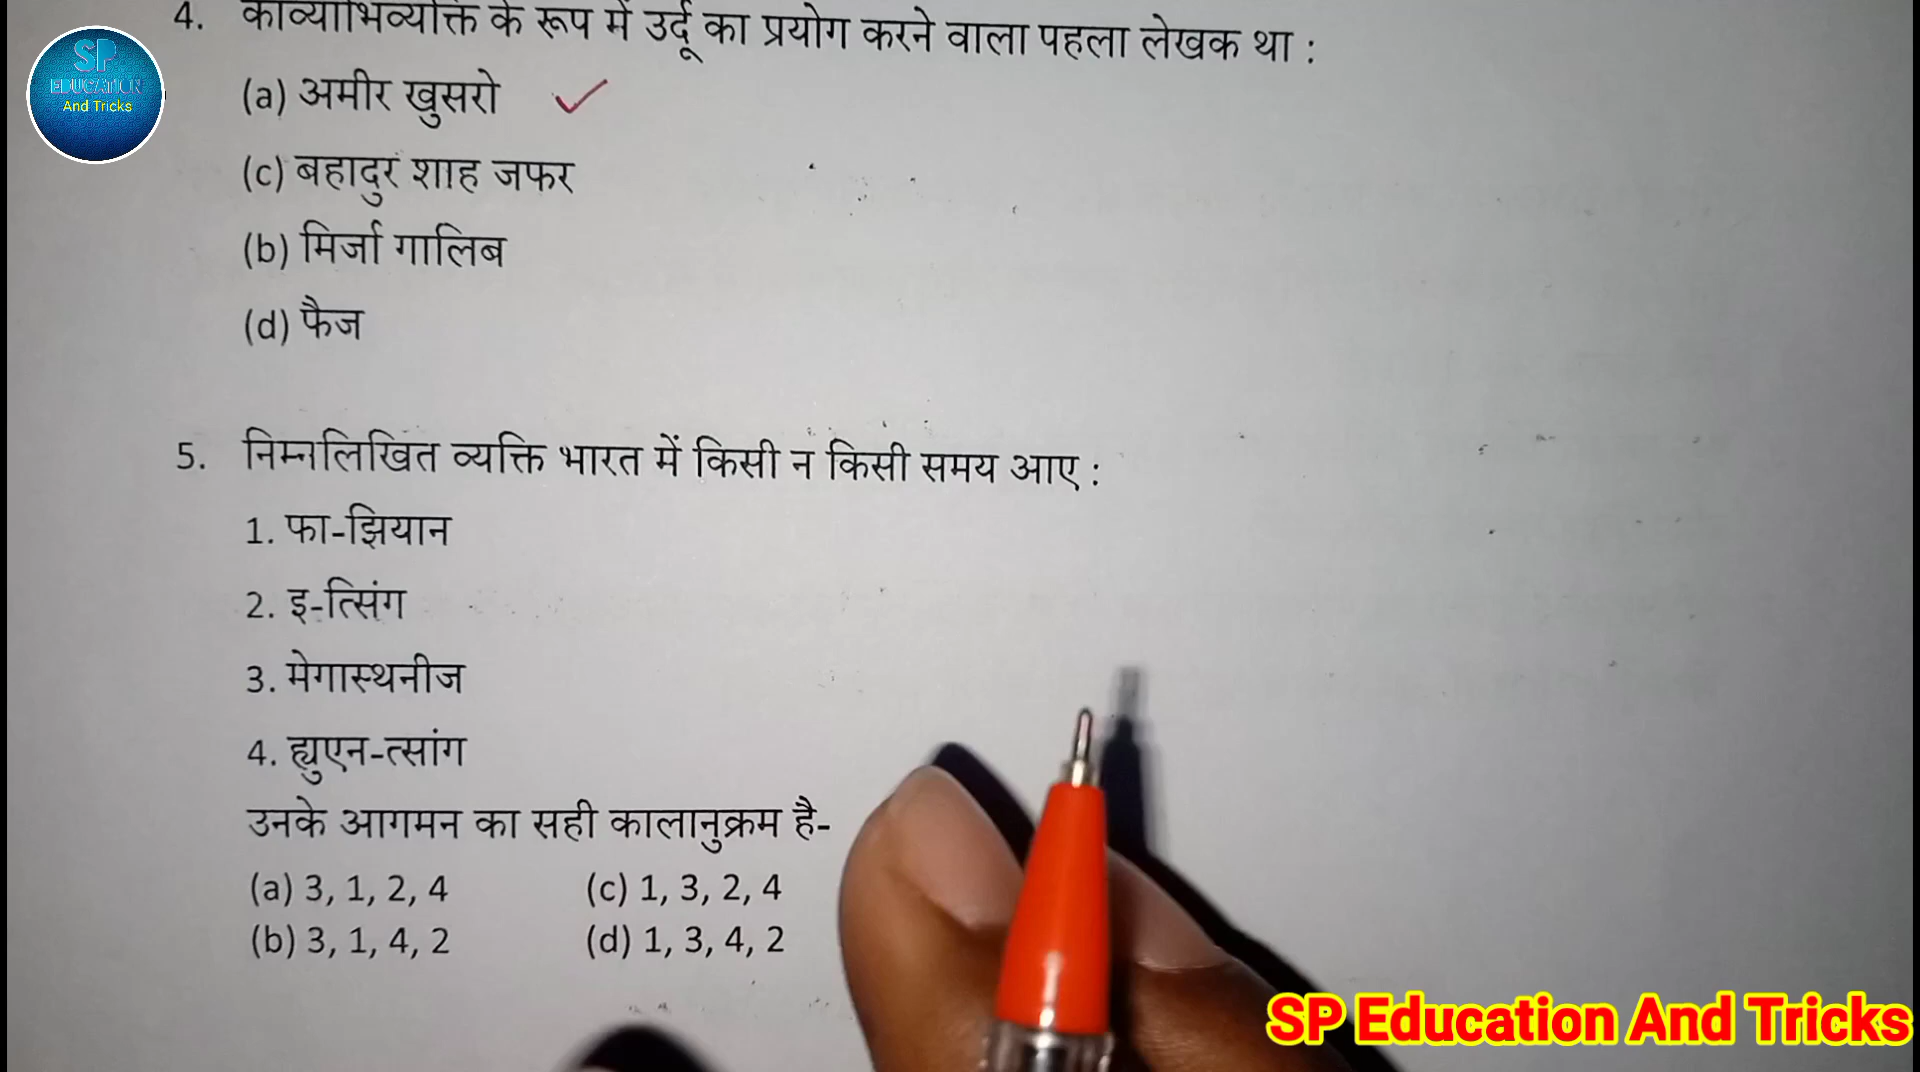 4. काव्याभिव्यक्ति के रूप में उर्दू का प्रयोग करने वाला पहला लेखक था :
SP
EDUCATION
And Tricks
(a) अमीर खुसरो
(c) बहादुर शाह जफर
(b) मिर्जा गालिब
(d) फैज
5. निम्नलिखित व्यक्ति भारत में किसी न किसी समय आए :
1. फा-झियान
2. इ-त्सिंग
3. मेगास्थनीज
4. ह्युएन-त्सांग
उनके आगमन का सही कालानुक्रम है-
(a) 3, 1, 2, 4 (c) 1, 3, 2, 4
(b) 3, 1, 4, 2 (d) 1, 3, 4, 2
SP Education And Tricks